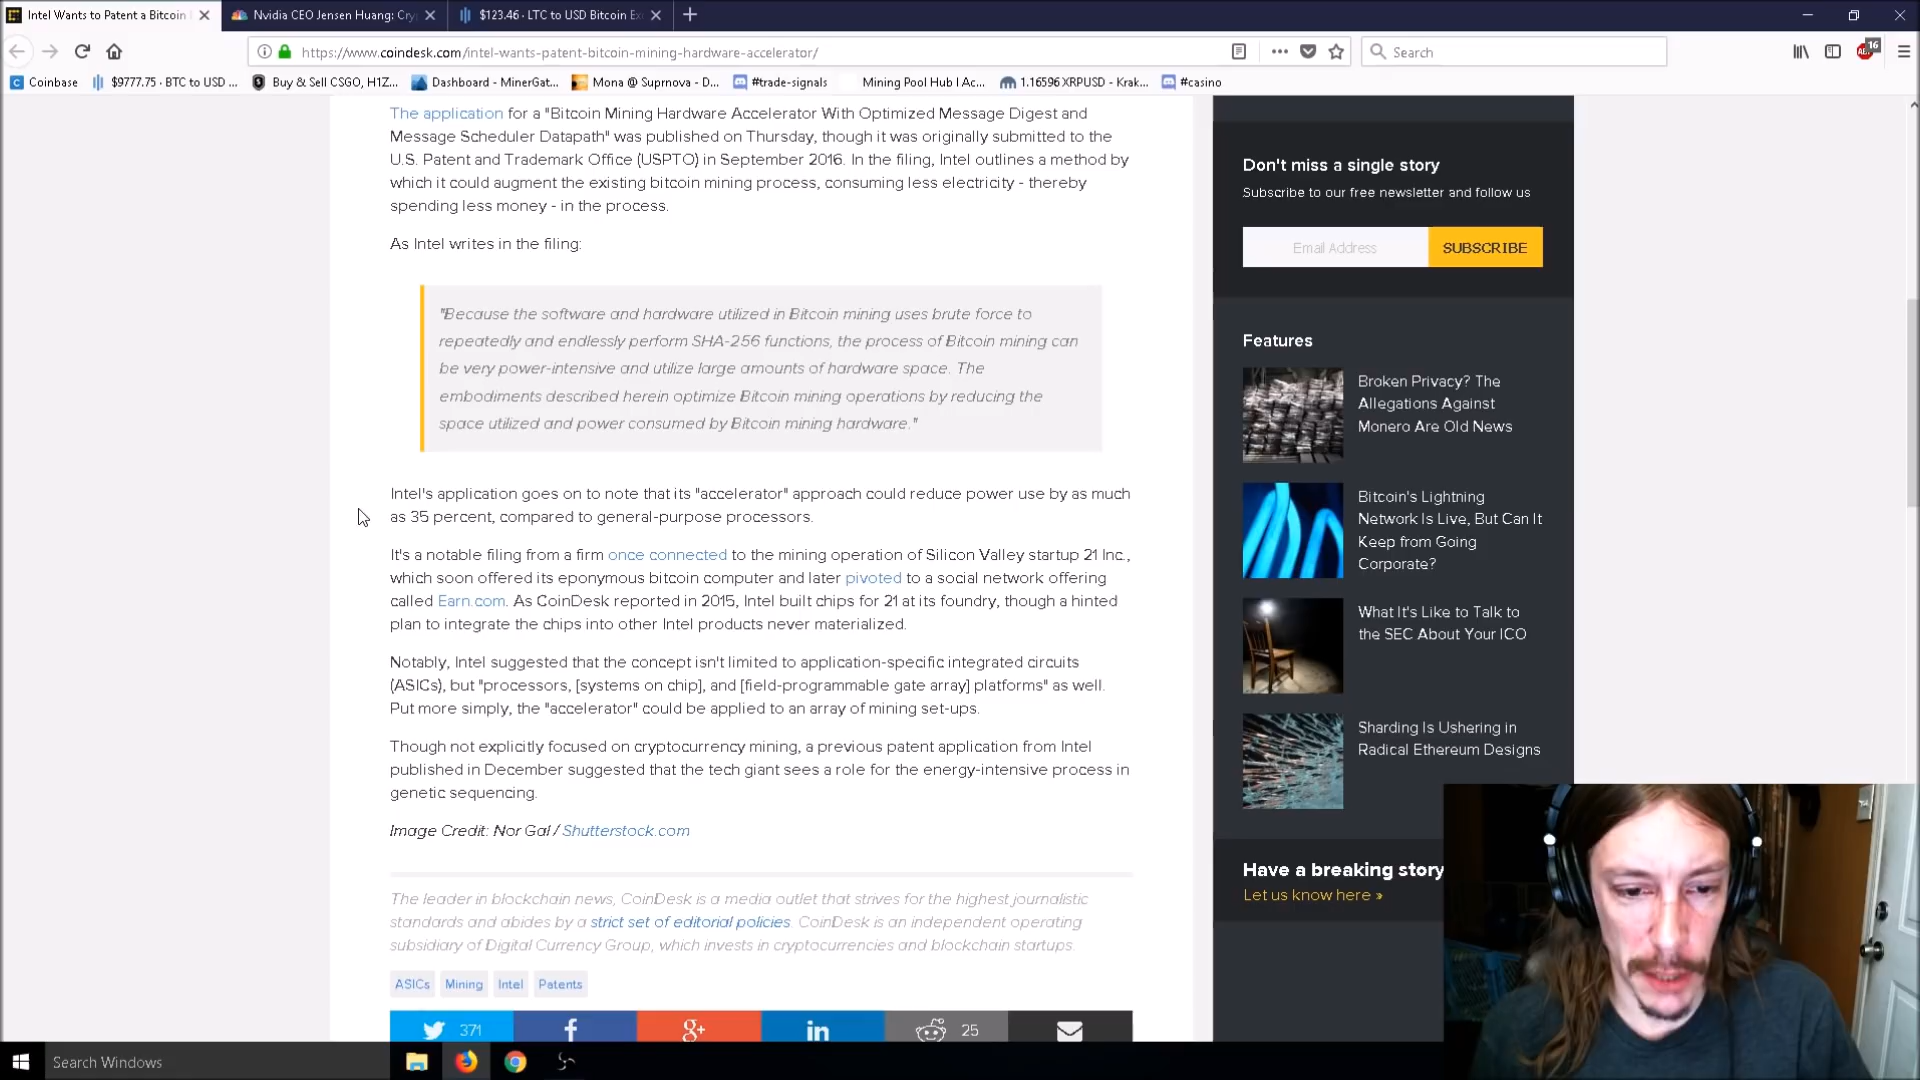 Intel Wants to Patent a Bitcoin
Nvidia CEO Jensen Huang: Cry
$123.46 · LTC to USD Bitcoin Ex
https://www.coindesk.com/intel-wants-patent-bitcoin-mining-hardware-accelerator/
Search
16
Coinbase
$9777.75 · BTC to USD ...
Buy & Sell CSGO, H1Z...
Dashboard - MinerGat...
Mona @ Suprnova - D...
#trade-signals
Mining Pool Hub | Ac...
1.16596 XRPUSD - Krak...
#casino
The application for a "Bitcoin Mining Hardware Accelerator With Optimized Message Digest and
Message Scheduler Datapath" was published on Thursday, though it was originally submitted to the
U.S. Patent and Trademark Office (USPTO) in September 2016. In the filing, Intel outlines a method by
which it could augment the existing bitcoin mining process, consuming less electricity - thereby
spending less money - in the process.
As Intel writes in the filing:
"Because the software and hardware utilized in Bitcoin mining uses brute force to
repeatedly and endlessly perform SHA-256 functions, the process of Bitcoin mining can
be very power-intensive and utilize large amounts of hardware space. The
embodiments described herein optimize Bitcoin mining operations by reducing the
space utilized and power consumed by Bitcoin mining hardware."
Intel's application goes on to note that its "accelerator" approach could reduce power use by as much
as 35 percent, compared to general-purpose processors.
It's a notable filing from a firm once connected to the mining operation of Silicon Valley startup 21 Inc.,
which soon offered its eponymous bitcoin computer and later pivoted to a social network offering
called Earn.com. As CoinDesk reported in 2015, Intel built chips for 21 at its foundry, though a hinted
plan to integrate the chips into other Intel products never materialized.
Notably, Intel suggested that the concept isn't limited to application-specific integrated circuits
(ASICs), but "processors, [systems on chip], and [field-programmable gate array] platforms" as well.
Put more simply, the "accelerator" could be applied to an array of mining set-ups.
Though not explicitly focused on cryptocurrency mining, a previous patent application from Intel
published in December suggested that the tech giant sees a role for the energy-intensive process in
genetic sequencing.
Image Credit: Nor Gal / Shutterstock.com
The leader in blockchain news, CoinDesk is a media outlet that strives for the highest journalistic
standards and abides by a strict set of editorial policies. CoinDesk is an independent operating
subsidiary of Digital Currency Group, which invests in cryptocurrencies and blockchain startups.
ASICs
Mining
Intel
Patents
371
25
Don't miss a single story
Subscribe to our free newsletter and follow us
Email Address
SUBSCRIBE
Features
Broken Privacy? The
Allegations Against
Monero Are Old News
Bitcoin's Lightning
Network Is Live, But Can It
Keep from Going
Corporate?
What It's Like to Talk to
the SEC About Your ICO
Sharding Is Ushering in
Radical Ethereum Designs
Have a breaking story
Let us know here »
Search Windows